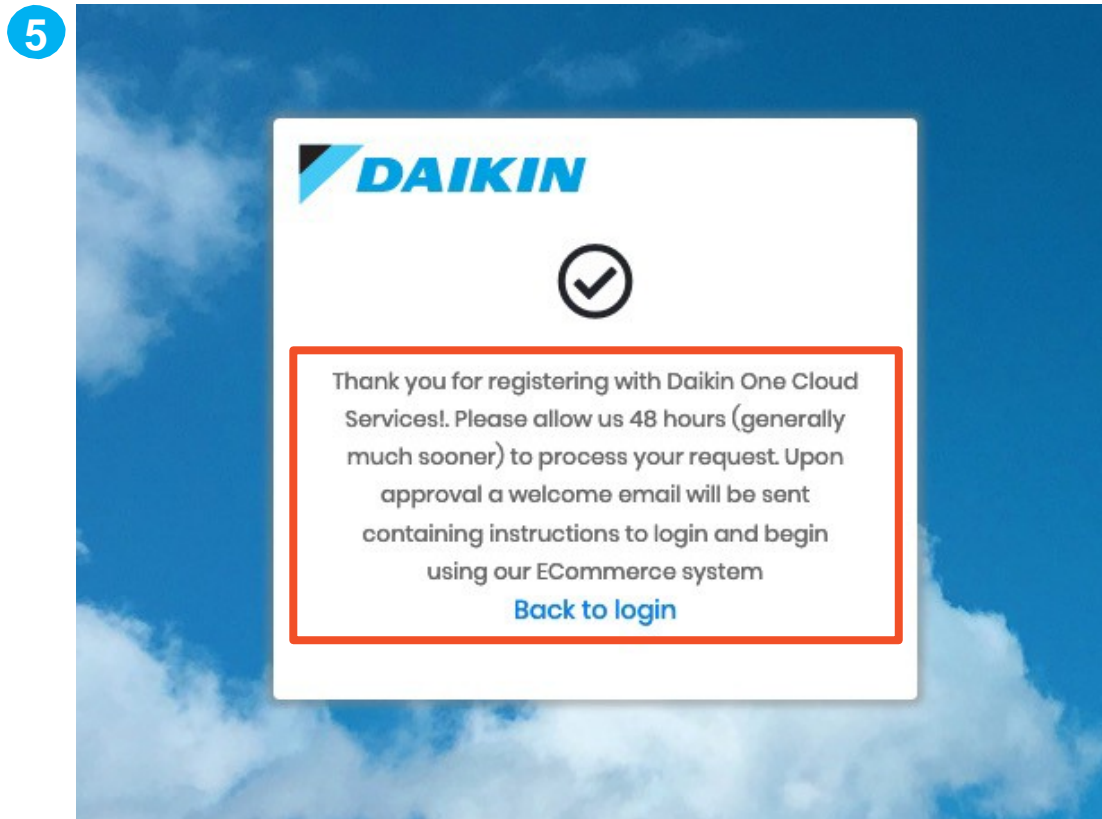 5
DAIKIN
Thank you for registering with Daikin One Cloud
Services!. Please allow us 48 hours (generally
much sooner) to process your request. Upon
approval a welcome email will be sent
containing instructions to login and begin
using our ECommerce system
Back to login